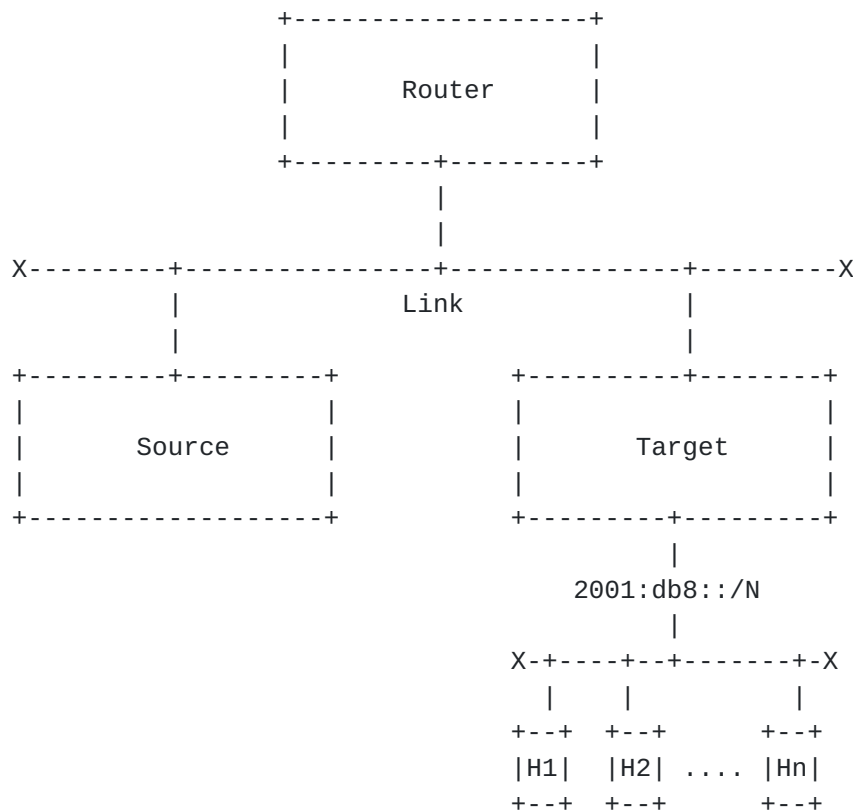 Router
Link
Source Target
2001:db8::/N
H1 H2 .... Hn